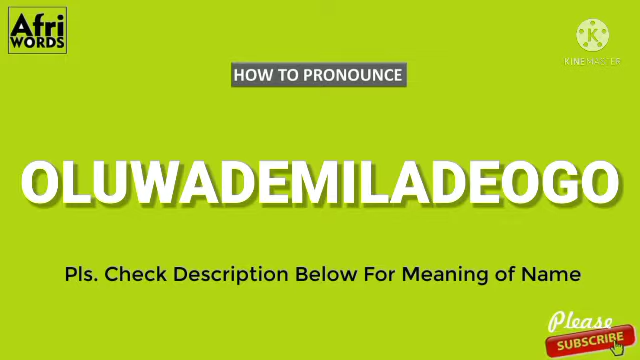 Afri
WORDS
KINEMASTER
HOW TO PRONOUNCE
OLUWADEMILADEOGO
Pls. Check Description Below For Meaning of Name
Please
SUBSCRIBE